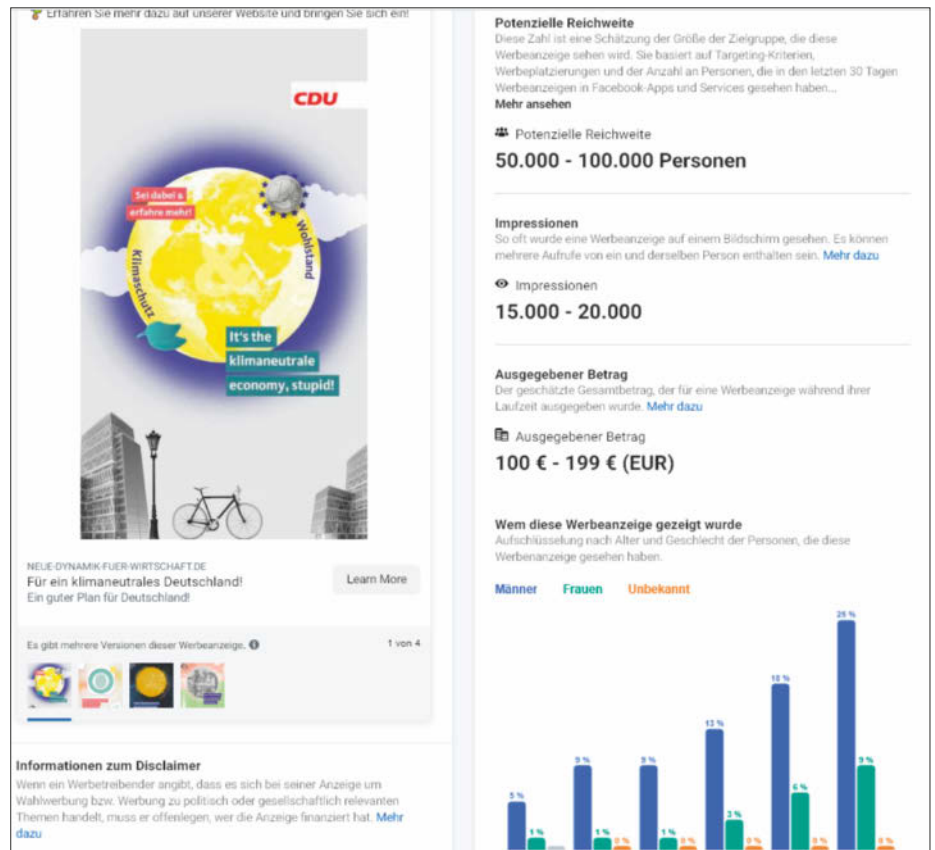 Erfahren Sie mehr dazu auf unserer Website und bringen Sie sich ein!
CDU
Sei dabei &
erfahre mehr!
Wohlstand
Klimaschutz
It's the
klimaneutrale
economy, stupid!
NEUE-DYNAMIK-FUER-WIRTSCHAFT.DE
Für ein klimaneutrales Deutschland!
Ein guter Plan für Deutschland!
Learn More
Es gibt mehrere Versionen dieser Werbeanzeige.
1 von 4
Informationen zum Disclaimer
Wenn ein Werbetreibender angibt, dass es sich bei seiner Anzeige um
Wahlwerbung bzw. Werbung zu politisch oder gesellschaftlich relevanten
Themen handelt, muss er offenlegen, wer die Anzeige finanziert hat. Mehr
dazu
Potenzielle Reichweite
Diese Zahl ist eine Schätzung der Größe der Zielgruppe, die diese
Werbeanzeige sehen wird. Sie basiert auf Targeting-Kriterien,
Werbeplatzierungen und der Anzahl an Personen, die in den letzten 30 Tagen
Werbeanzeigen in Facebook-Apps und Services gesehen haben...
Mehr ansehen
Potenzielle Reichweite
50.000 - 100.000 Personen
Impressionen
So oft wurde eine Werbeanzeige auf einem Bildschirm gesehen. Es können
mehrere Aufrufe von ein und derselben Person enthalten sein. Mehr dazu
Impressionen
15.000 - 20.000
Ausgegebener Betrag
Der geschätzte Gesamtbetrag, der für eine Werbeanzeige während ihrer
Laufzeit ausgegeben wurde. Mehr dazu
Ausgegebener Betrag
100 € - 199 € (EUR)
Wem diese Werbeanzeige gezeigt wurde
Aufschlüsselung nach Alter und Geschlecht der Personen, die diese
Werbenanzeige gesehen haben.
Männer Frauen Unbekannt
25 %
18 %
13 %
9 % 9 % 9 %
6 %
5 %
3 %
1 % 1 % 1 %
0 % 0 % 0 % 0 % 0 %